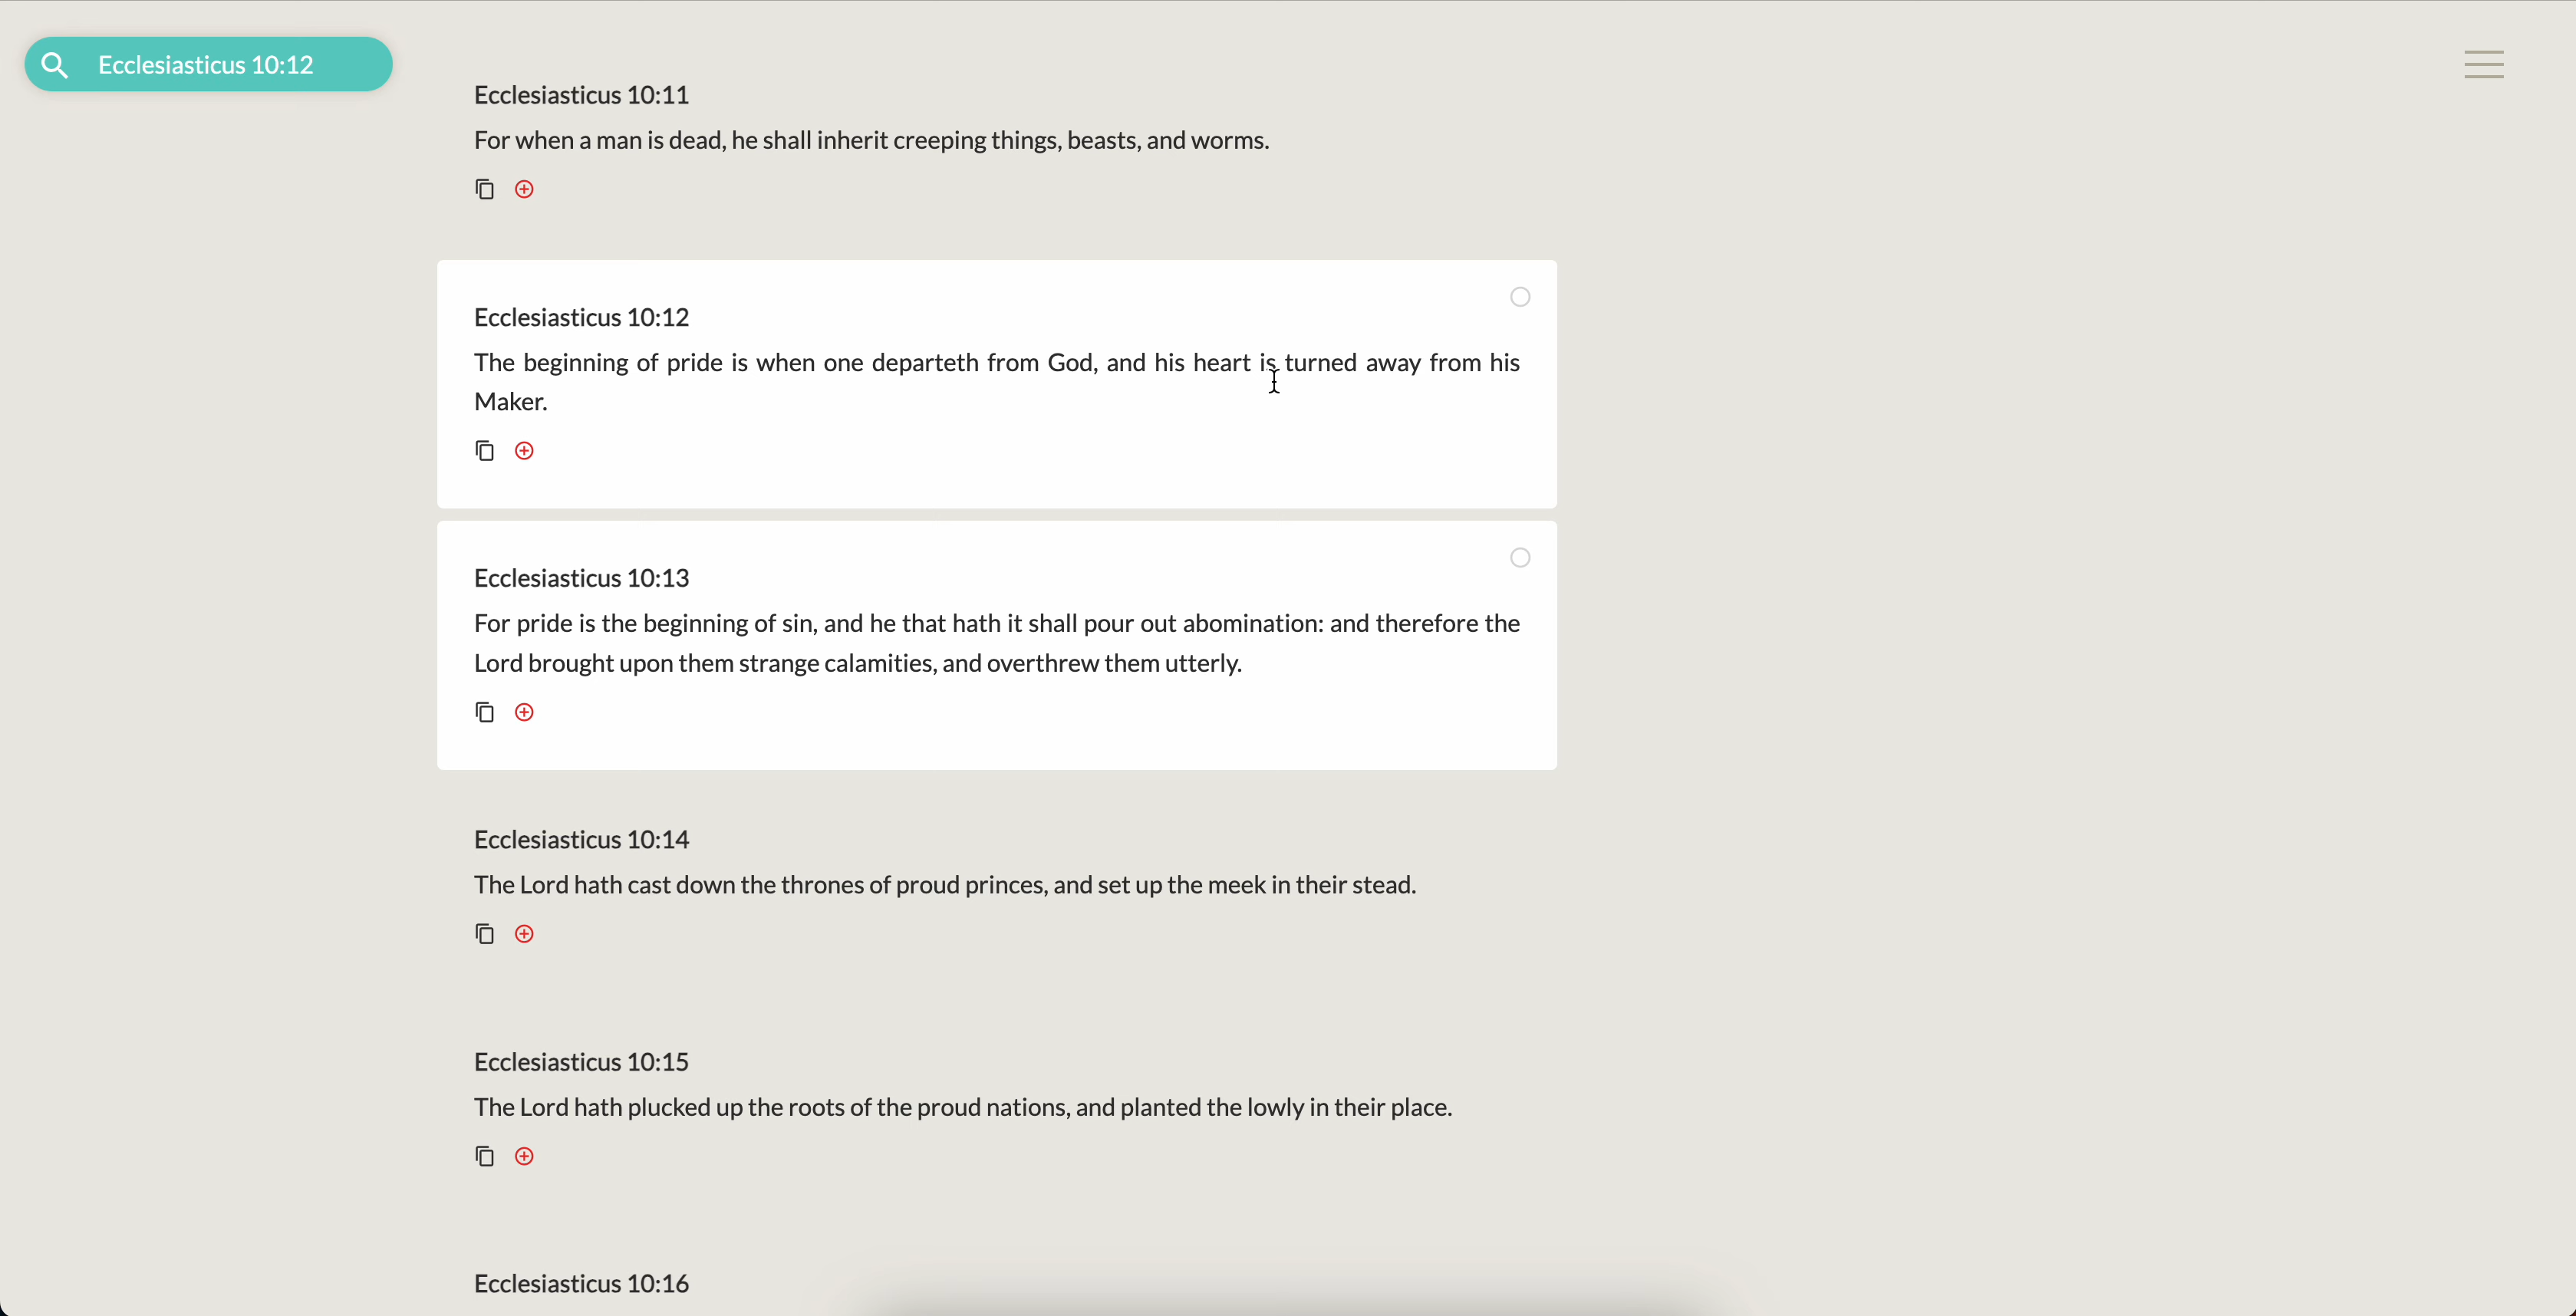 Ecclesiasticus 10:12
Ecclesiasticus 10:11
For when a man is dead, he shall inherit creeping things, beasts, and worms.
Ecclesiasticus 10:12
The beginning of pride is when one departeth from God, and his heart is turned away from his
Maker.
Ecclesiasticus 10:13
For pride is the beginning of sin, and he that hath it shall pour out abomination: and therefore the
Lord brought upon them strange calamities, and overthrew them utterly.
Ecclesiasticus 10:14
The Lord hath cast down the thrones of proud princes, and set up the meek in their stead.
Ecclesiasticus 10:15
The Lord hath plucked up the roots of the proud nations, and planted the lowly in their place.
Ecclesiasticus 10:16